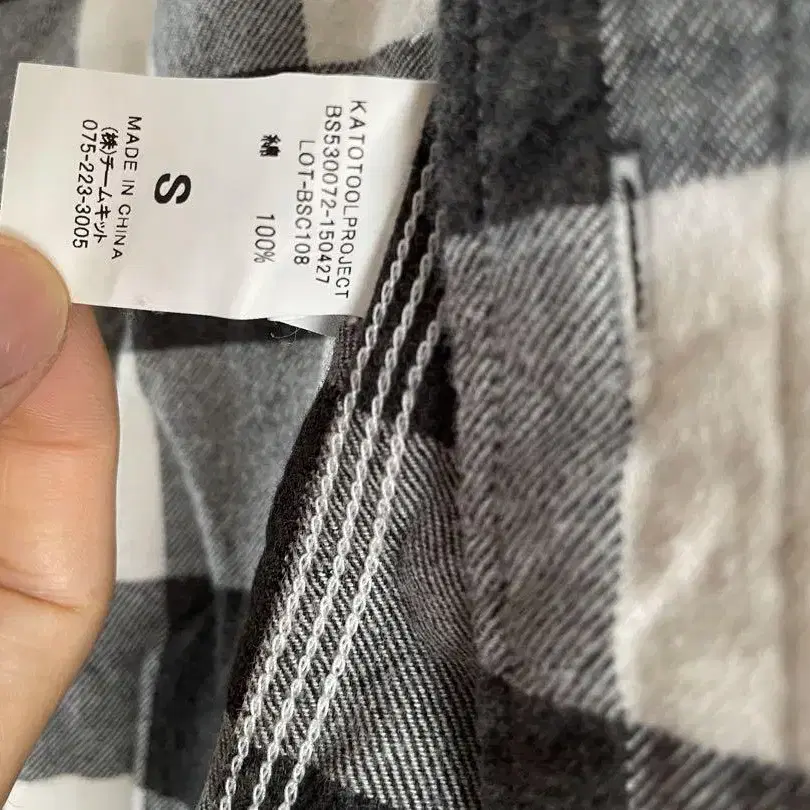 KATOTOOLPROJECT
BS530072-150427
LOT-BSC108
綿 100%
S
MADE IN CHINA
(株)チームキット
075-223-3005